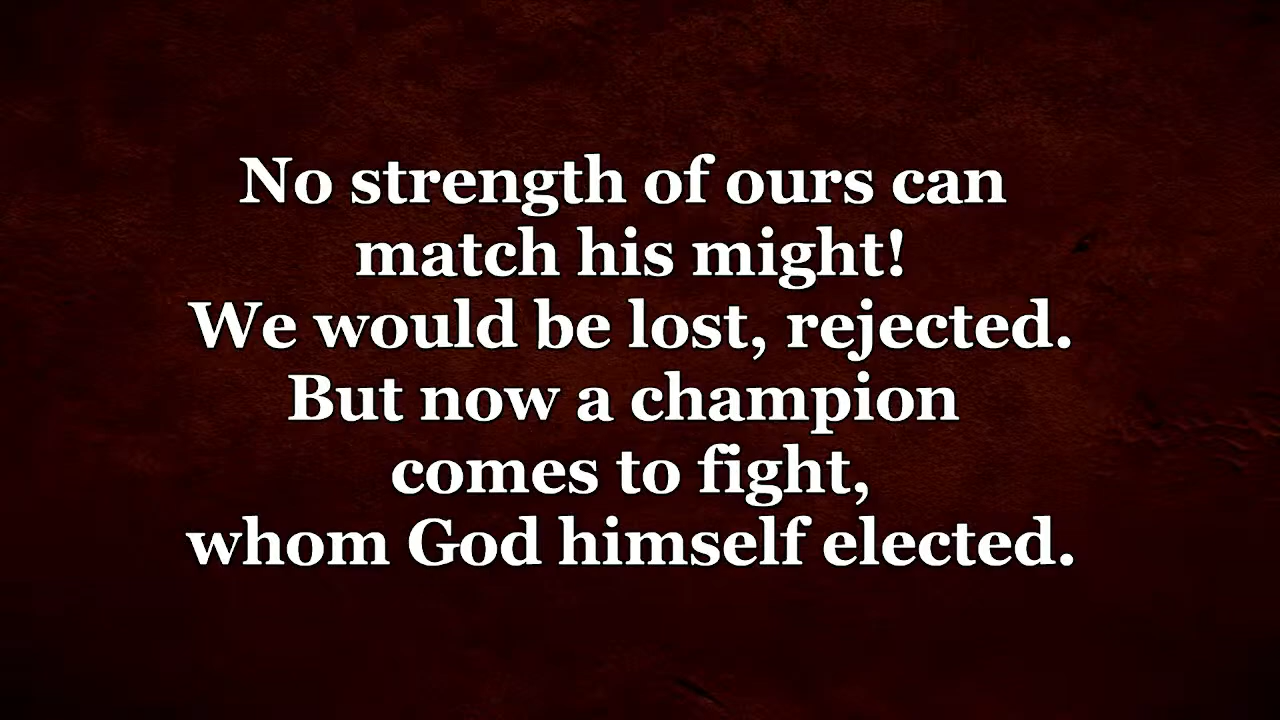 No strength of ours can
match his might!
We would be lost, rejected.
But now a champion
comes to fight,
whom God himself elected.